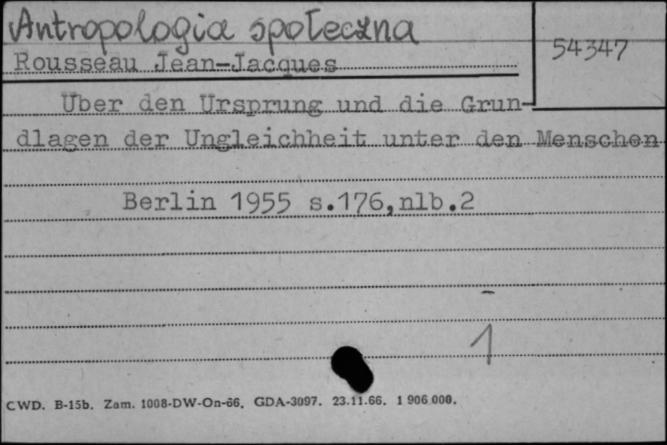 Antropologia społeczna
54347
Rousseau Jean-Jacques
Uber den Ursprung und die Grun-
dlagen der Ungleichheit unter den Menschen
Berlin 1955 s.176,nlb.2
1
CWD. B-15b. Zam. 1008-DW-On-66. GDA-3097. 23.11.66. 1 906 000.